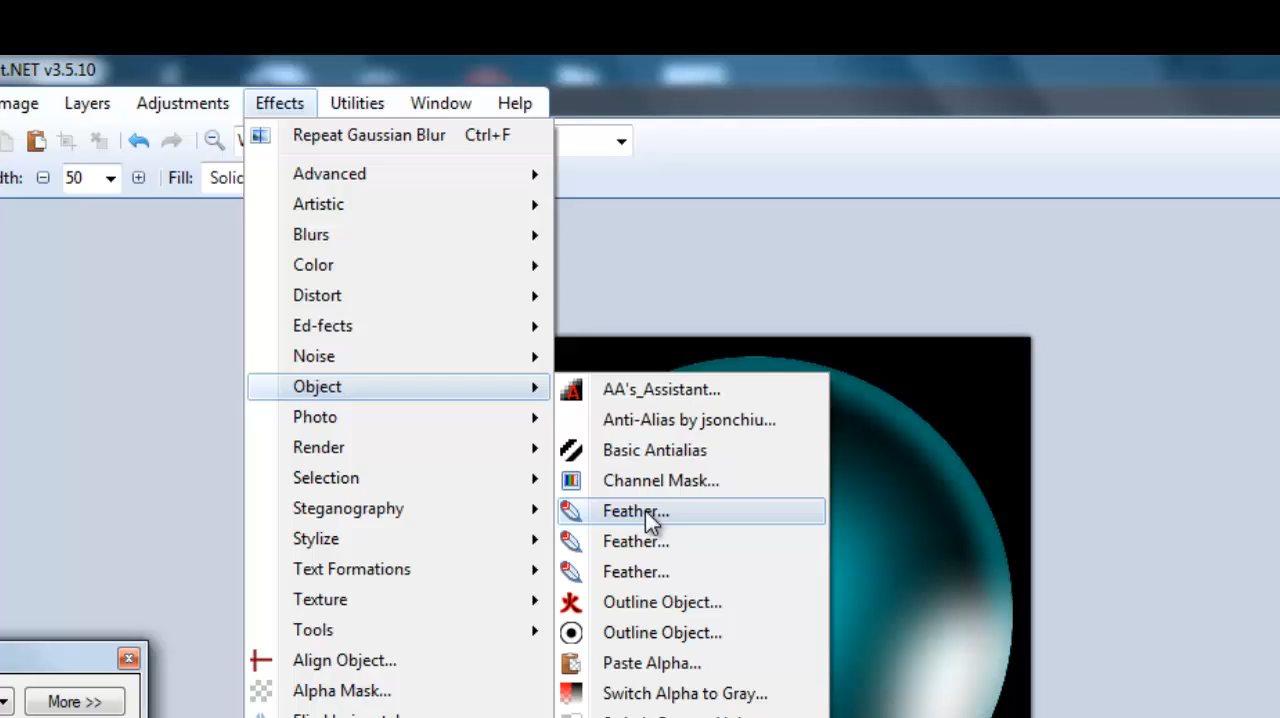 t.NET v3.5.10
mage Layers Adjustments Effects Utilities Window Help
dth: 50 Fill: Solid
Repeat Gaussian Blur Ctrl+F
Advanced
Artistic
Blurs
Color
Distort
Ed-fects
Noise
Object
Photo
Render
Selection
Steganography
Stylize
Text Formations
Texture
Tools
Align Object...
Alpha Mask...
AA's_Assistant...
Anti-Alias by jsonchiu...
Basic Antialias
Channel Mask...
Feather...
Feather...
Feather...
Outline Object...
Outline Object...
Paste Alpha...
Switch Alpha to Gray...
More >>